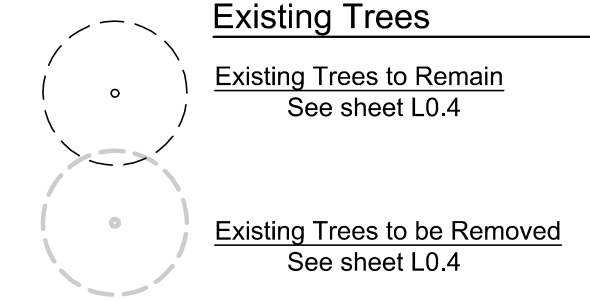 Existing Trees
Existing Trees to Remain
See sheet L0.4
Existing Trees to be Removed
See sheet L0.4